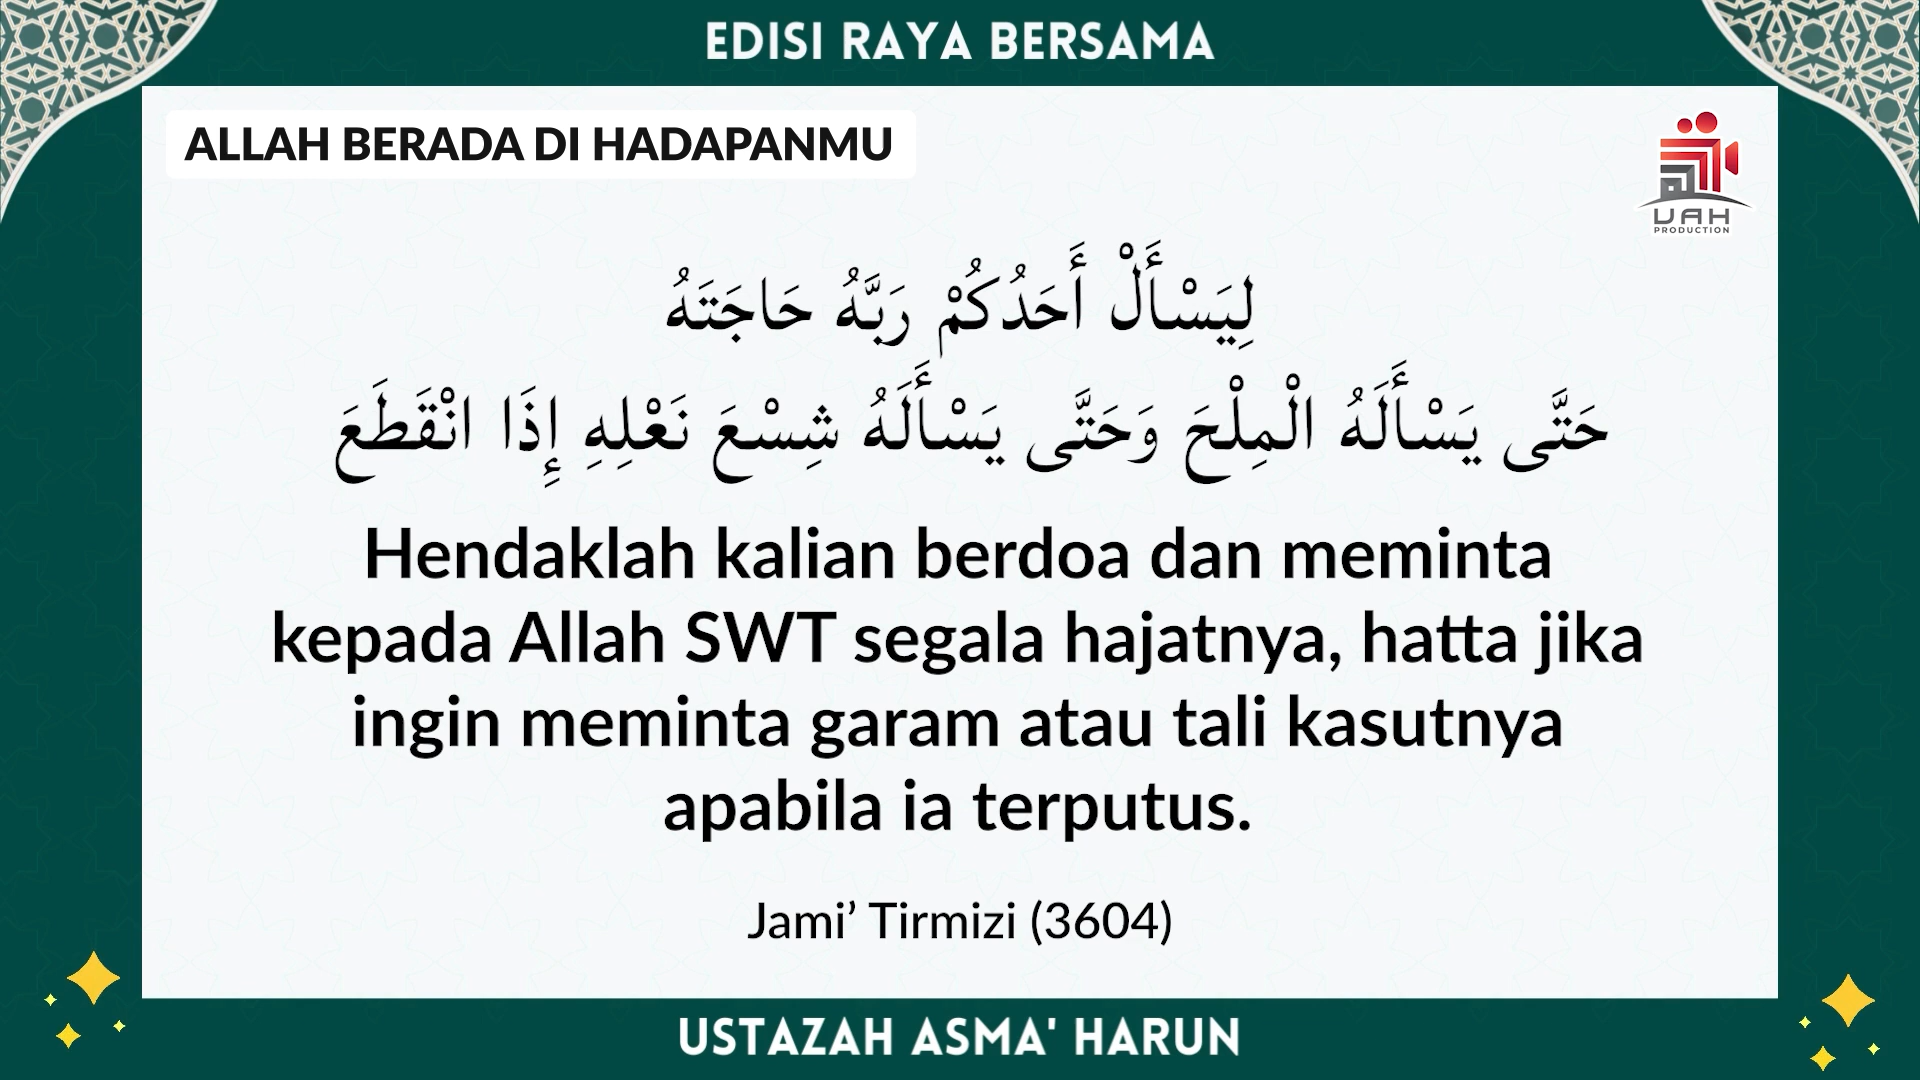 EDISI RAYA BERSAMA
ALLAH BERADA DI HADAPANMU
UAH
PRODUCTION
لِيَسْأَلْ أَحَدُكُمْ رَبَّهُ حَاجَتَهُ
حَتَّى يَسْأَلَهُ الْمِلْحَ وَحَتَّى يَسْأَلَهُ شِسْعَ نَعْلِهِ إِذَا انْقَطَعَ
Hendaklah kalian berdoa dan meminta
kepada Allah SWT segala hajatnya, hatta jika
ingin meminta garam atau tali kasutnya
apabila ia terputus.
Jami’ Tirmizi (3604)
USTAZAH ASMA' HARUN